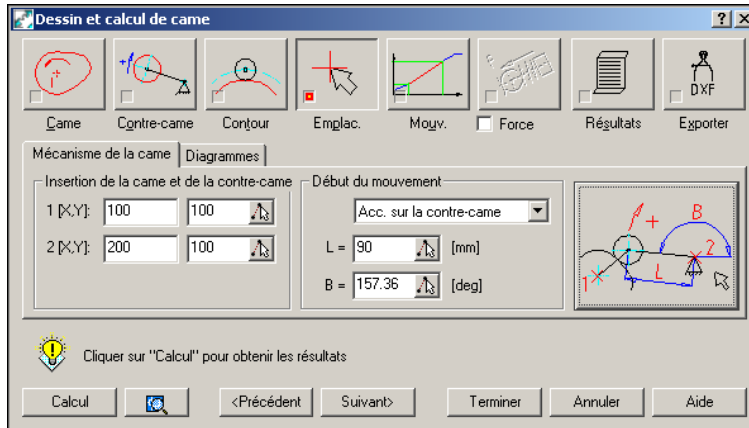 Dessin et calcul de came
DXF
Came Contre-came Contour Emplac. Mouv. Force Résultats Exporter
Mécanisme de la came Diagrammes
Insertion de la came et de la contre-came Début du mouvement
1 [X,Y]: 100 100 Acc. sur la contre-came
2 [X,Y]: 200 100 L = 90 [mm]
B = 157.36 [deg]
B
1 L 2
Cliquer sur "Calcul" pour obtenir les résultats
Calcul <Précédent Suivant> Terminer Annuler Aide